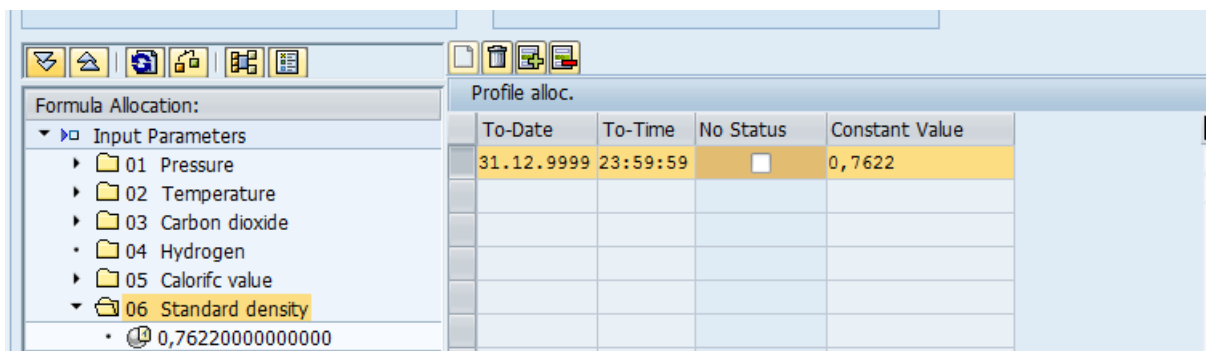 Formula Allocation:
Input Parameters
01 Pressure
02 Temperature
03 Carbon dioxide
04 Hydrogen
05 Calorifc value
06 Standard density
0,76220000000000
Profile alloc.
To-Date To-Time No Status Constant Value
31.12.9999 23:59:59 0,7622